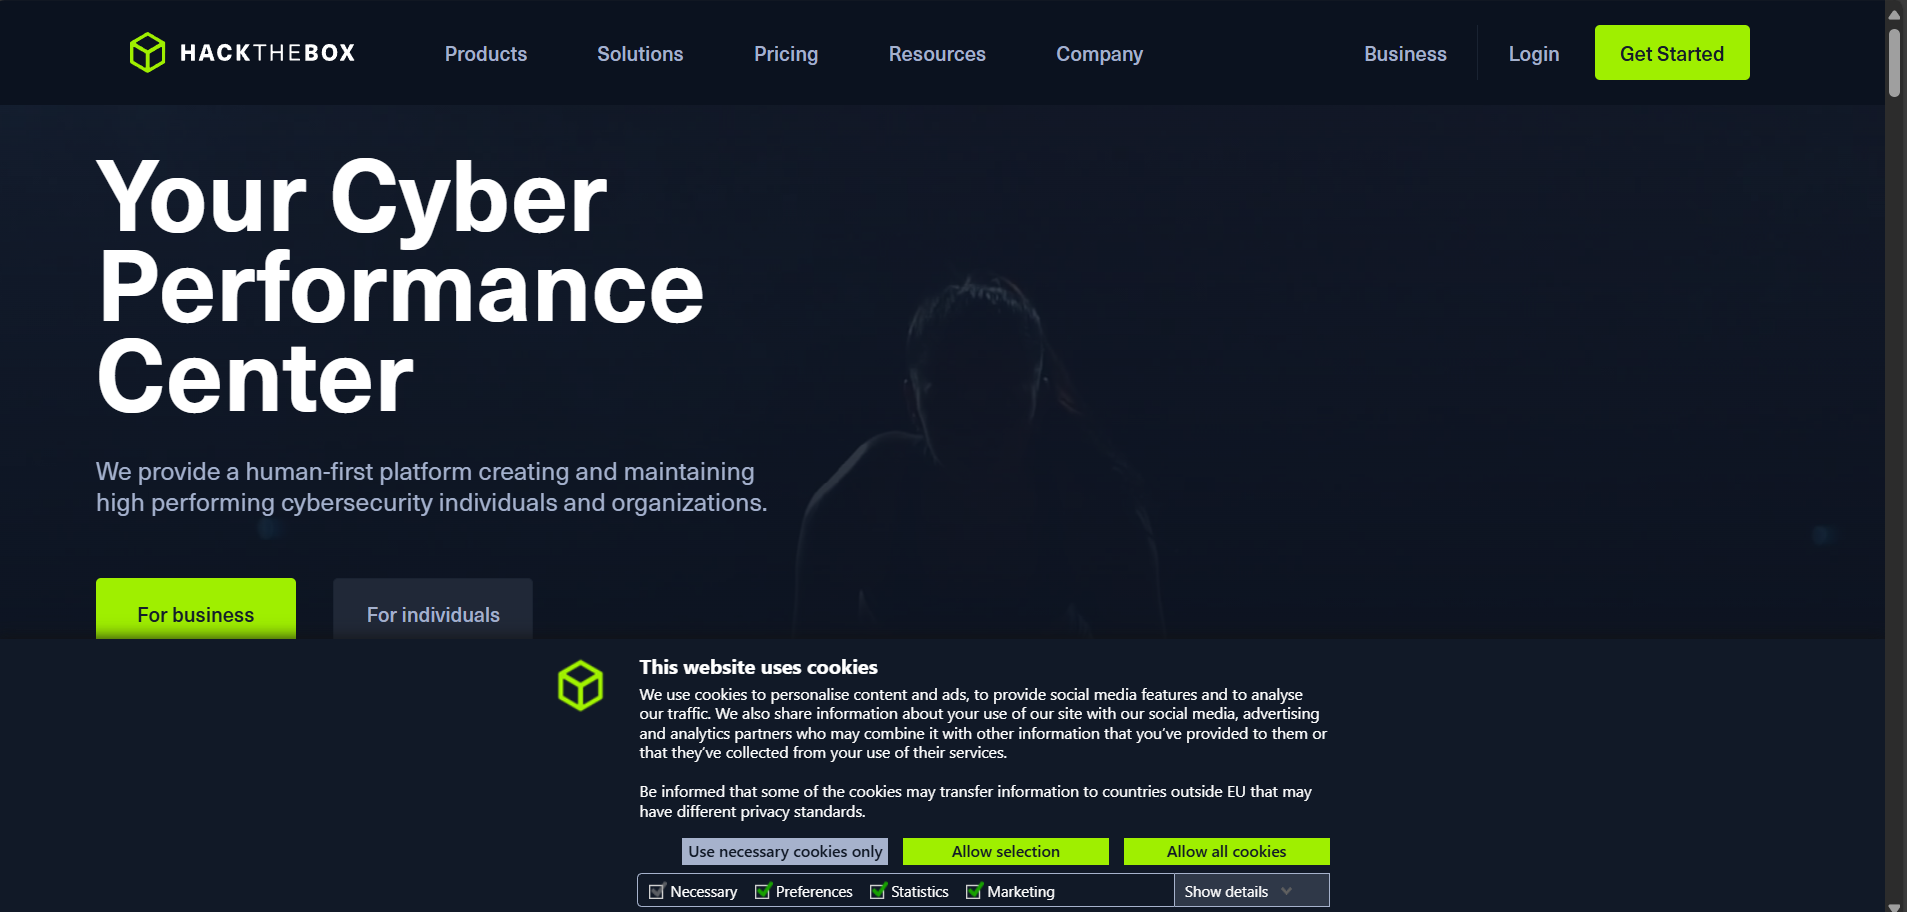 HACKTHEBOX
Products
Solutions
Pricing
Resources
Company
Business
Login
Get Started
Your Cyber
Performance
Center
We provide a human-first platform creating and maintaining
high performing cybersecurity individuals and organizations.
For business
For individuals
This website uses cookies
We use cookies to personalise content and ads, to provide social media features and to analyse
our traffic. We also share information about your use of our site with our social media, advertising
and analytics partners who may combine it with other information that you’ve provided to them or
that they’ve collected from your use of their services.
Be informed that some of the cookies may transfer information to countries outside EU that may
have different privacy standards.
Use necessary cookies only
Allow selection
Allow all cookies
Necessary
Preferences
Statistics
Marketing
Show details